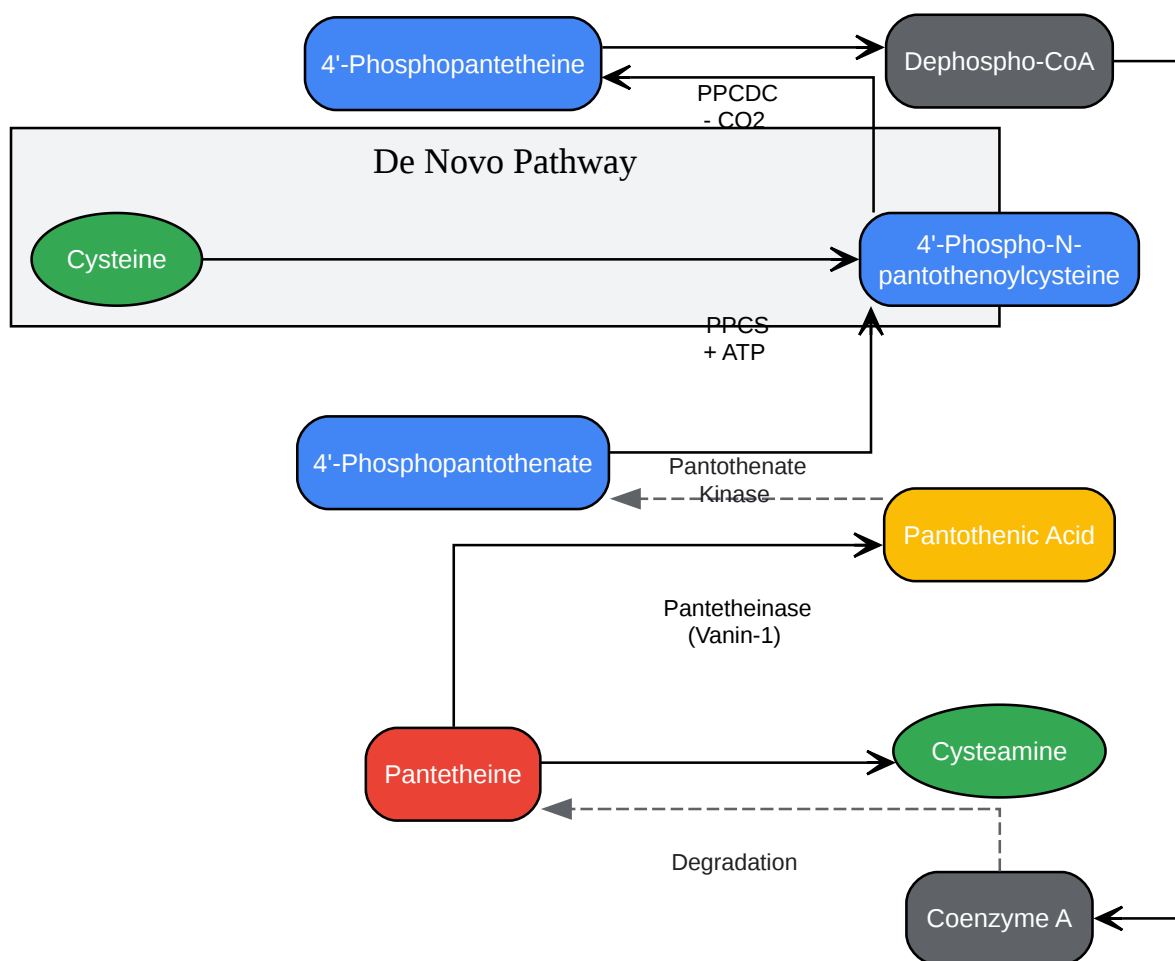 4'-Phosphopantetheine
Dephospho-CoA
PPCDC
- CO2
De Novo Pathway
Cysteine
4'-Phospho-N-
pantothenoylcysteine
PPCS
+ ATP
4'-Phosphopantothenate
Pantothenate
Kinase
Pantothenic Acid
Pantetheinase
(Vanin-1)
Cysteamine
Pantetheine
Degradation
Coenzyme A